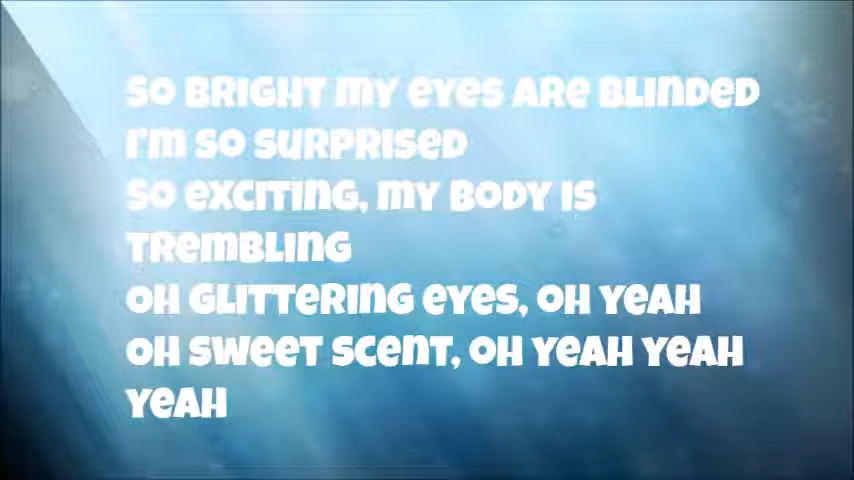 So bright my eyes are blinded
I'm so surprised
So exciting, my body is
trembling
Oh glittering eyes, oh yeah
Oh sweet scent, oh yeah yeah
yeah